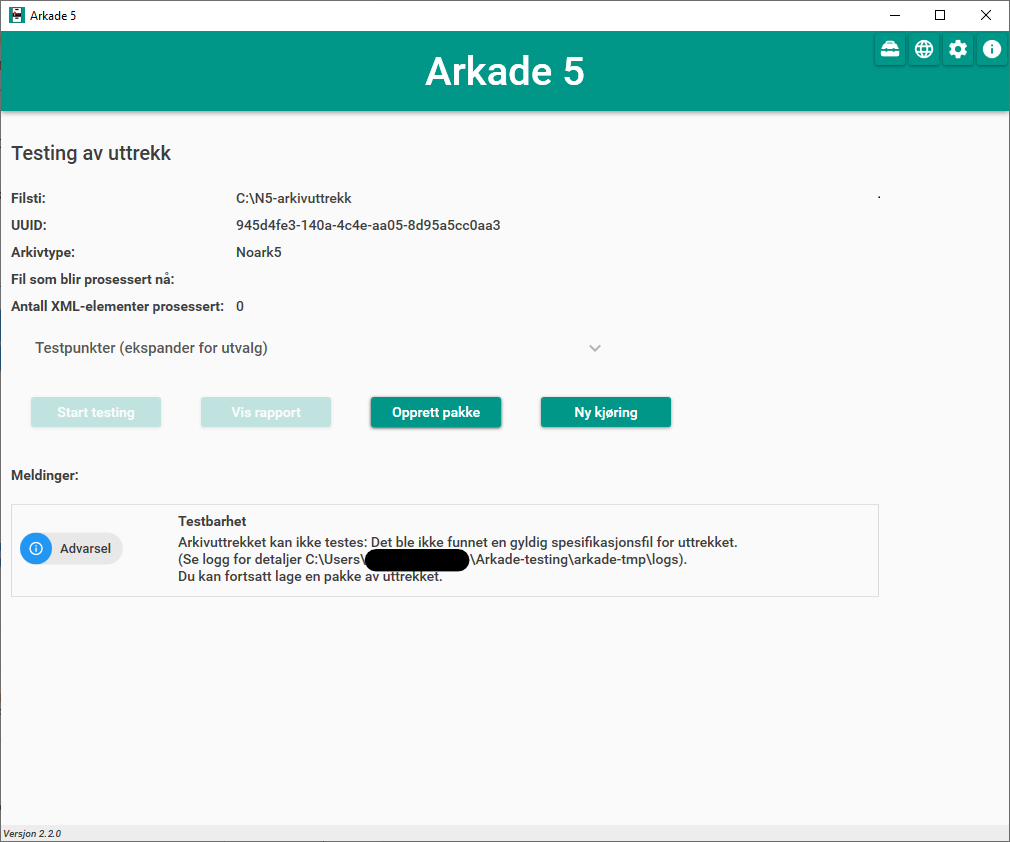 Arkade 5
Arkade 5
Testing av uttrekk
Filsti: C:\N5-arkivuttrekk
UUID: 945d4fe3-140a-4c4e-aa05-8d95a5cc0aa3
Arkivtype: Noark5
Fil som blir prosessert nå:
Antall XML-elementer prosessert: 0
Testpunkter (ekspander for utvalg)
Start testing Vis rapport Opprett pakke Ny kjøring
Meldinger:
Testbarhet
Advarsel
Arkivuttrekket kan ikke testes: Det ble ikke funnet en gyldig spesifikasjonsfil for uttrekket.
(Se logg for detaljer C:\Users\ \Arkade-testing\arkade-tmp\logs).
Du kan fortsatt lage en pakke av uttrekket.
Versjon 2.2.0